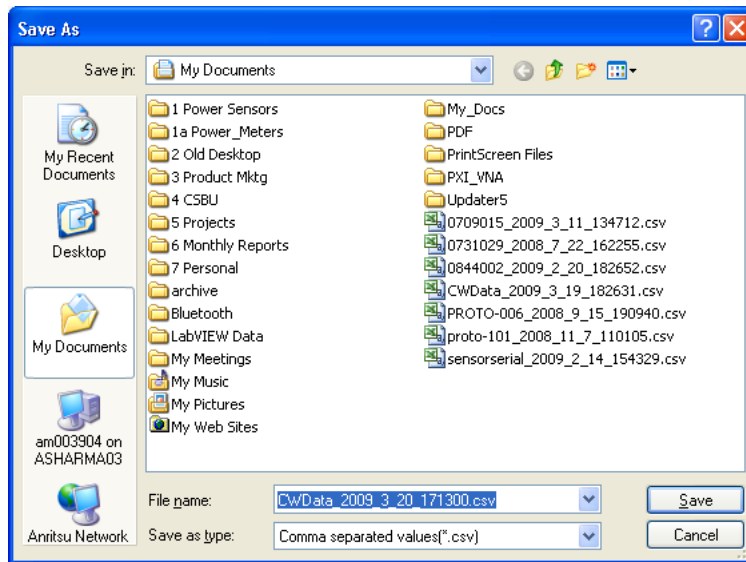 Save As
Save in:
My Documents
My Recent
Documents
Desktop
My Documents
am003904 on
ASHARMA03
Anritsu Network
1 Power Sensors
1a Power_Meters
2 Old Desktop
3 Product Mktg
4 CSBU
5 Projects
6 Monthly Reports
7 Personal
archive
Bluetooth
LabVIEW Data
My Meetings
My Music
My Pictures
My Web Sites
My_Docs
PDF
PrintScreen Files
PXI_VNA
Updater5
0709015_2009_3_11_134712.csv
0731029_2008_7_22_162255.csv
0844002_2009_2_20_182652.csv
CWData_2009_3_19_182631.csv
PROTO-006_2008_9_15_190940.csv
proto-101_2008_11_7_110105.csv
sensorserial_2009_2_14_154329.csv
File name:
CWData_2009_3_20_171300.csv
Save
Save as type:
Comma separated values(*.csv)
Cancel